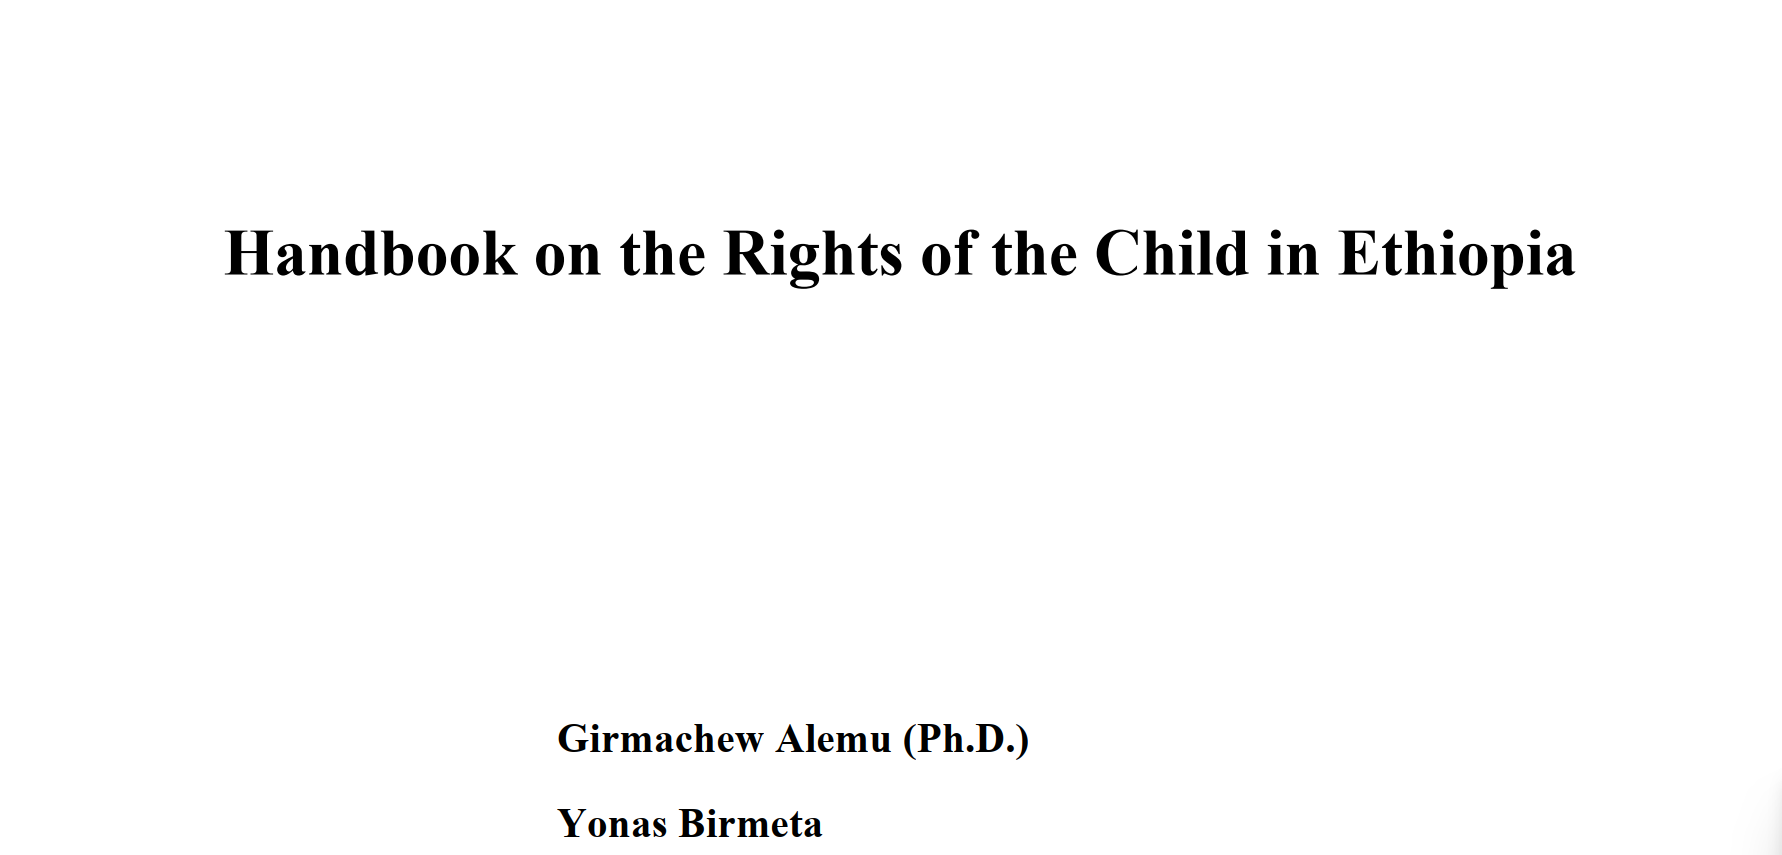 Handbook on the Rights of the Child in Ethiopia
Girmachew Alemu (Ph.D.)
Yonas Birmeta